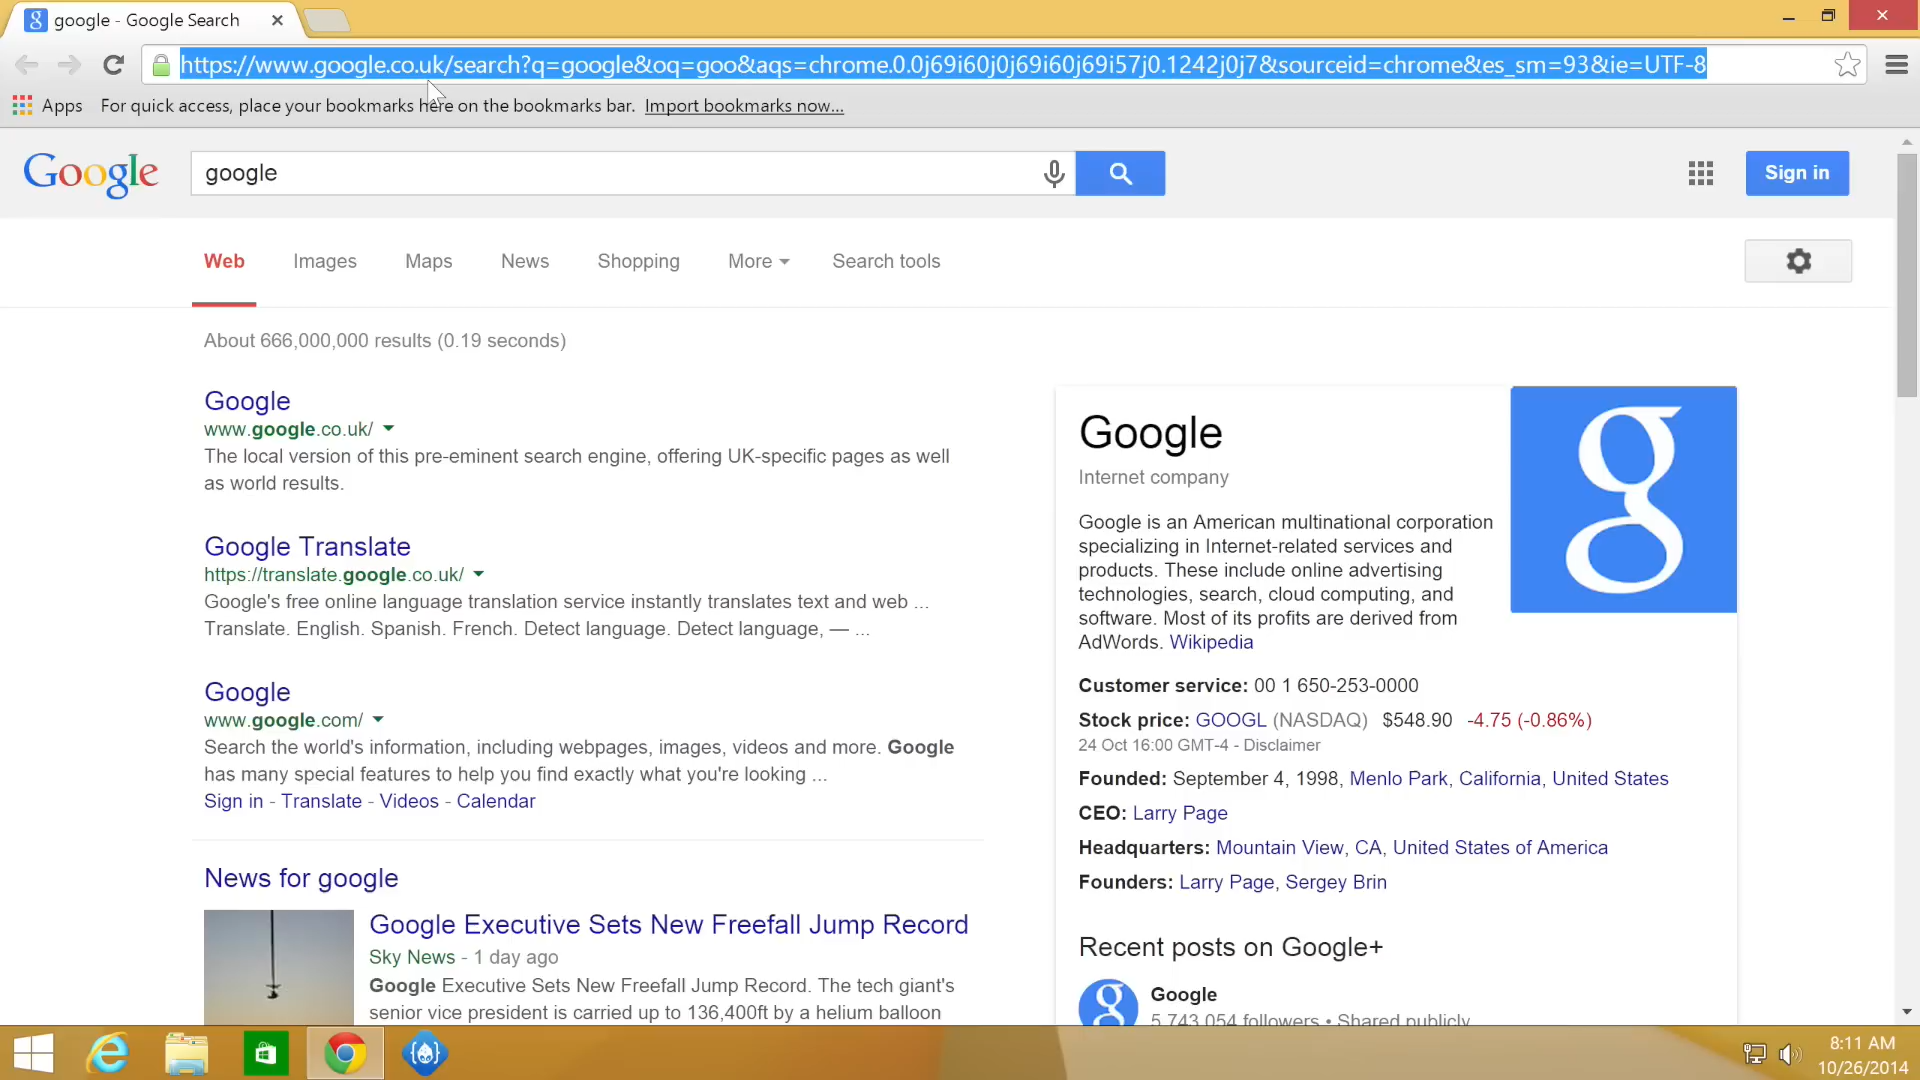 google - Google Search
https://www.google.co.uk/search?q=google&oq=goo&aqs=chrome.0.0j69i60j0j69i60j69i57j0.1242j0j7&sourceid=chrome&es_sm=93&ie=UTF-8
Apps For quick access, place your bookmarks here on the bookmarks bar. Import bookmarks now...
Google google Sign in
Web Images Maps News Shopping More Search tools
About 666,000,000 results (0.19 seconds)
Google
www.google.co.uk/
The local version of this pre-eminent search engine, offering UK-specific pages as well
as world results.
Google Translate
https://translate.google.co.uk/
Google's free online language translation service instantly translates text and web ...
Translate. English. Spanish. French. Detect language. Detect language, — ...
Google
www.google.com/
Search the world's information, including webpages, images, videos and more. Google
has many special features to help you find exactly what you're looking ...
Sign in - Translate - Videos - Calendar
News for google
Google Executive Sets New Freefall Jump Record
Sky News - 1 day ago
Google Executive Sets New Freefall Jump Record. The tech giant's
senior vice president is carried up to 136,400ft by a helium balloon
Google
Internet company
Google is an American multinational corporation
specializing in Internet-related services and
products. These include online advertising
technologies, search, cloud computing, and
software. Most of its profits are derived from
AdWords. Wikipedia
Customer service: 00 1 650-253-0000
Stock price: GOOGL (NASDAQ) $548.90 -4.75 (-0.86%)
24 Oct 16:00 GMT-4 - Disclaimer
Founded: September 4, 1998, Menlo Park, California, United States
CEO: Larry Page
Headquarters: Mountain View, CA, United States of America
Founders: Larry Page, Sergey Brin
Recent posts on Google+
Google
5,743,054 followers • Shared publicly
8:11 AM
10/26/2014